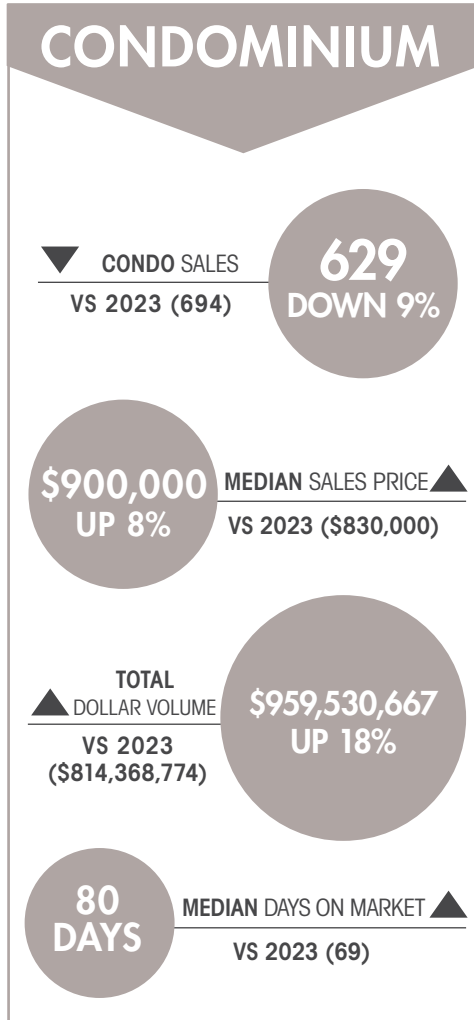 CONDOMINIUM
CONDO SALES
VS 2023 (694)
629
DOWN 9%
$900,000
UP 8%
MEDIAN SALES PRICE
VS 2023 ($830,000)
TOTAL
DOLLAR VOLUME
VS 2023
($814,368,774)
$959,530,667
UP 18%
80
DAYS
MEDIAN DAYS ON MARKET
VS 2023 (69)